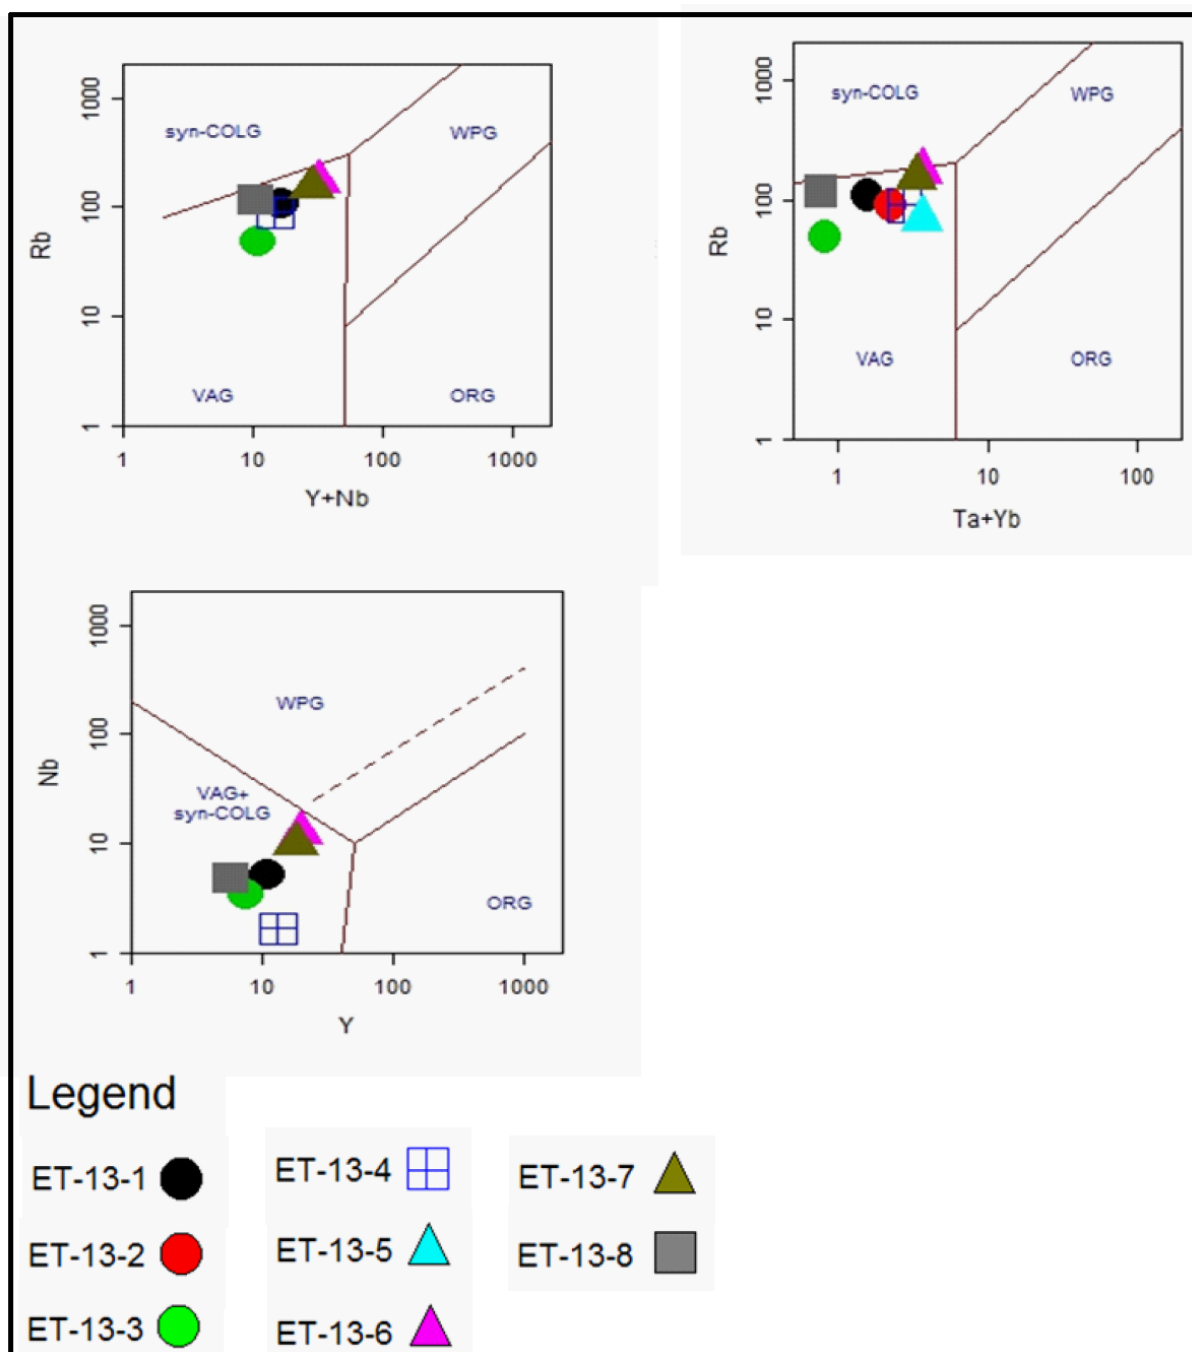 1000
100
10
1
Rb
syn-COLG
WPG
VAG
ORG
1
10
100
1000
Y+Nb
1000
100
10
1
Rb
syn-COLG
WPG
VAG
ORG
1
10
100
Ta+Yb
1000
100
10
1
Nb
WPG
VAG+
syn-COLG
ORG
1
10
100
1000
Y
Legend
ET-13-1
ET-13-2
ET-13-3
ET-13-4
ET-13-5
ET-13-6
ET-13-7
ET-13-8